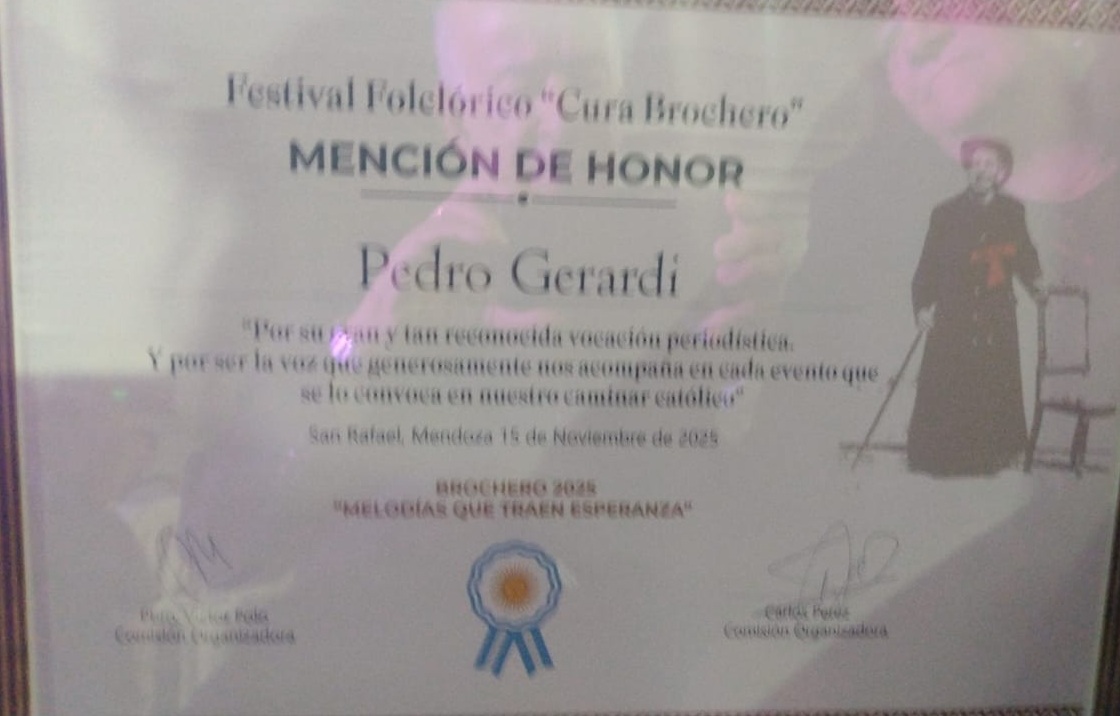 Festival Folclórico "Cura Brochero"
MENCIÓN DE HONOR
Pedro Gerardi
"Por su gran y tan reconocida vocación periodística.
Y por ser la voz que generosamente nos acompaña en cada evento que
se lo convoca en nuestro caminar católico"
San Rafael, Mendoza 15 de Noviembre de 2025
BROCHERO 2025
"MELODÍAS QUE TRAEN ESPERANZA"
Comisión Organizadora
Carlos Perez
Comisión Organizadora